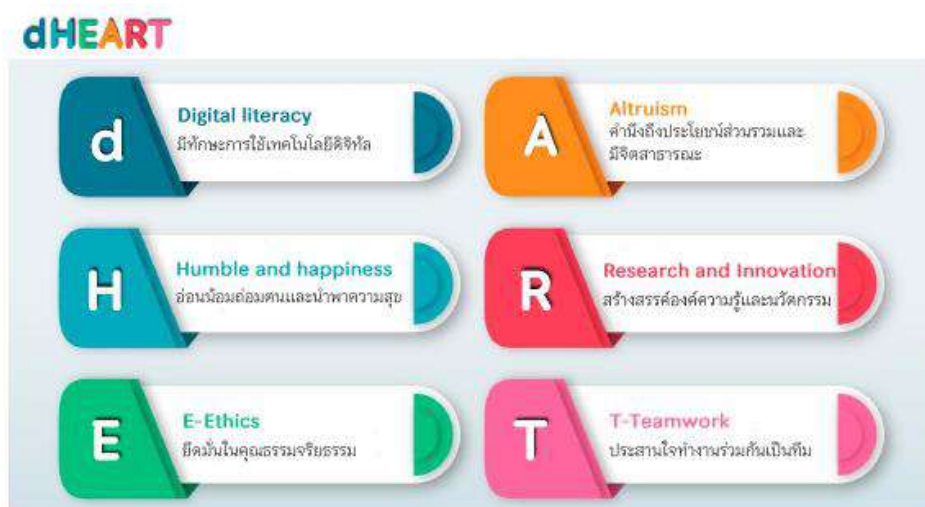 dHEART
d
Digital literacy
มีทักษะการใช้เทคโนโลยีดิจิทัล
H
Humble and happiness
อ่อนน้อมถ่อมตนและนำพาความสุข
E
E-Ethics
ยึดมั่นในคุณธรรมจริยธรรม
A
Altruism
คำนึงถึงประโยชน์ส่วนรวมและ
มีจิตสาธารณะ
R
Research and Innovation
สร้างสรรค์องค์ความรู้และนวัตกรรม
T
T-Teamwork
ประสานใจทำงานร่วมกันเป็นทีม